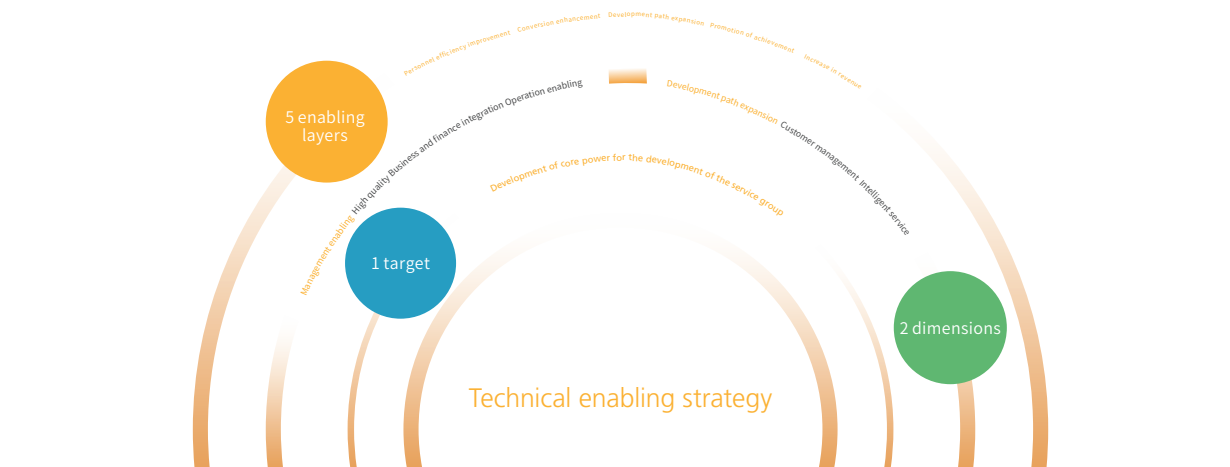 Personnel efficiency improvement Conversion enhancement Development path expension Promotion of achievement Increase in revenue
5 enabling
layers
Management enabling High quality Business and finance integration Operation enabling
Development path expansion Customer management Intelligent service
Development of core power for the development of the service group
1 target
2 dimensions
Technical enabling strategy